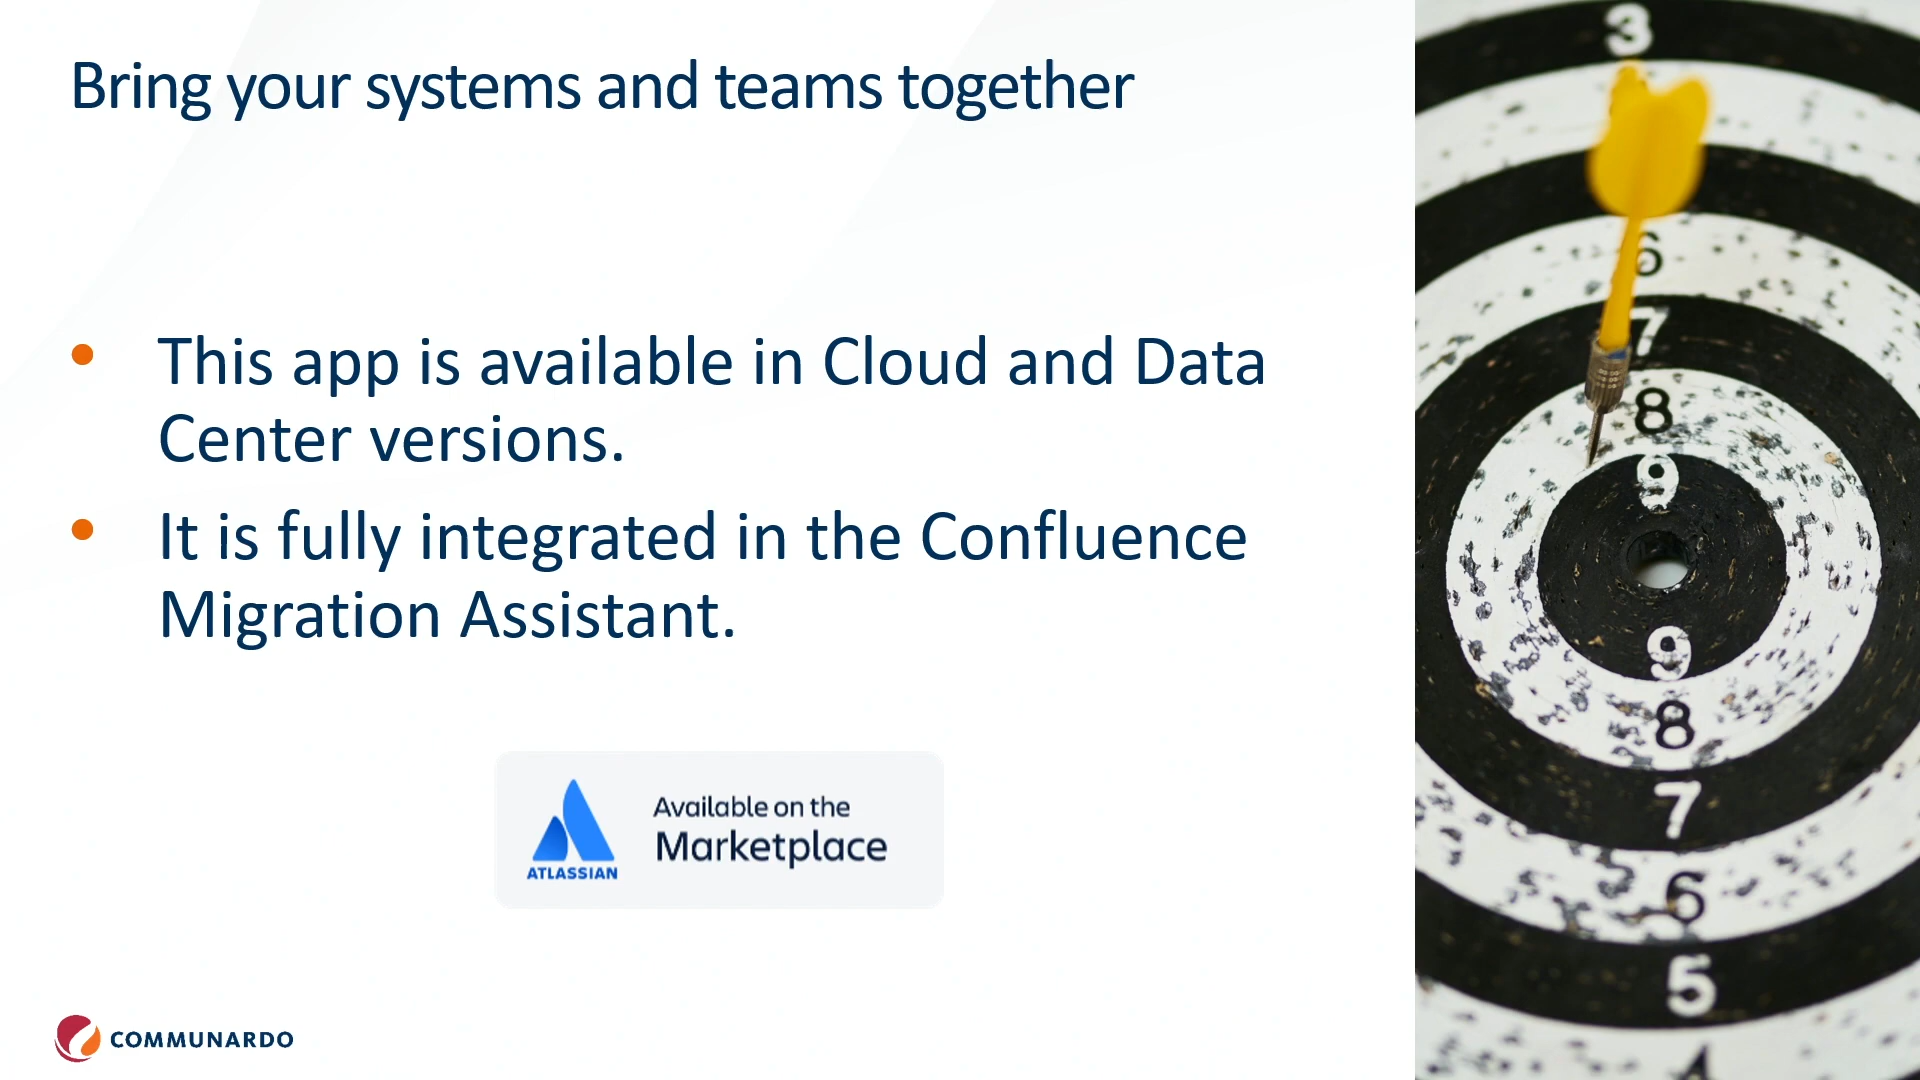 Bring your systems and teams together
• This app is available in Cloud and Data
Center versions.
• It is fully integrated in the Confluence
Migration Assistant.
ATLASSIAN
Available on the
Marketplace
COMMUNARDO
3
6
7
8
9
9
8
7
6
5
4